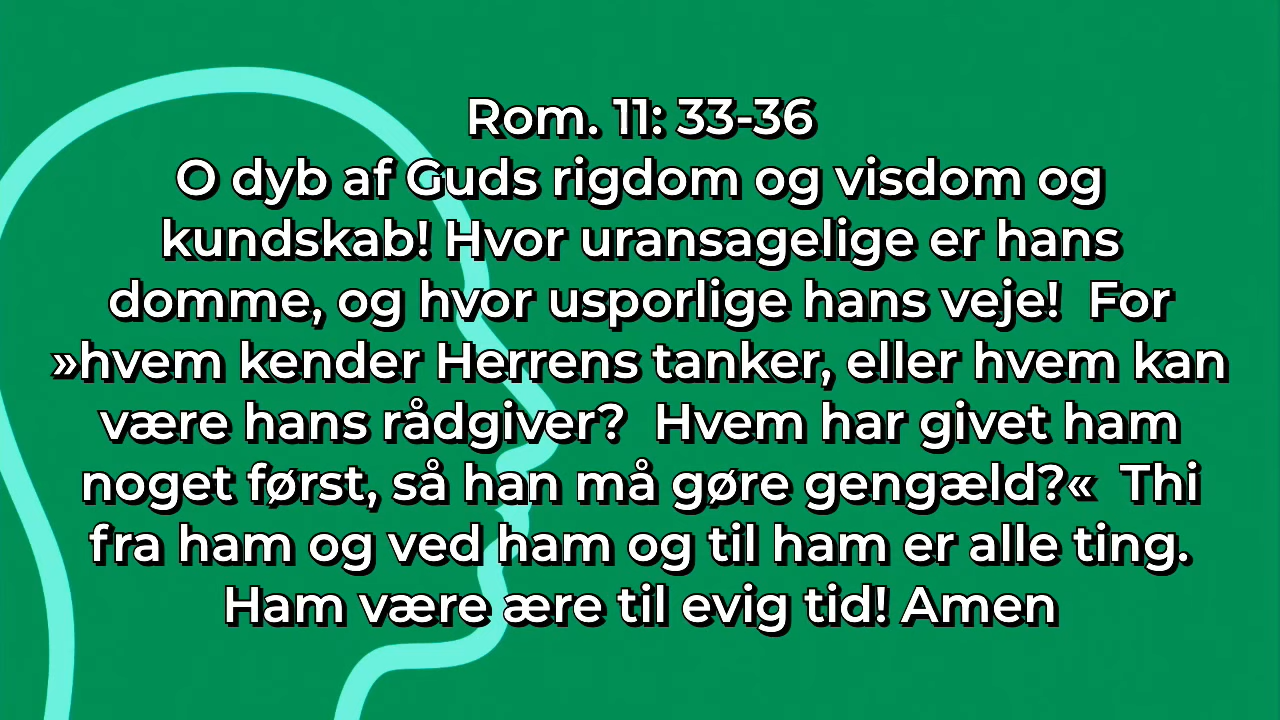 Rom. 11: 33-36
O dyb af Guds rigdom og visdom og
kundskab! Hvor uransagelige er hans
domme, og hvor usporlige hans veje!  For
»hvem kender Herrens tanker, eller hvem kan
være hans rådgiver?  Hvem har givet ham
noget først, så han må gøre gengæld?«  Thi
fra ham og ved ham og til ham er alle ting.
Ham være ære til evig tid! Amen